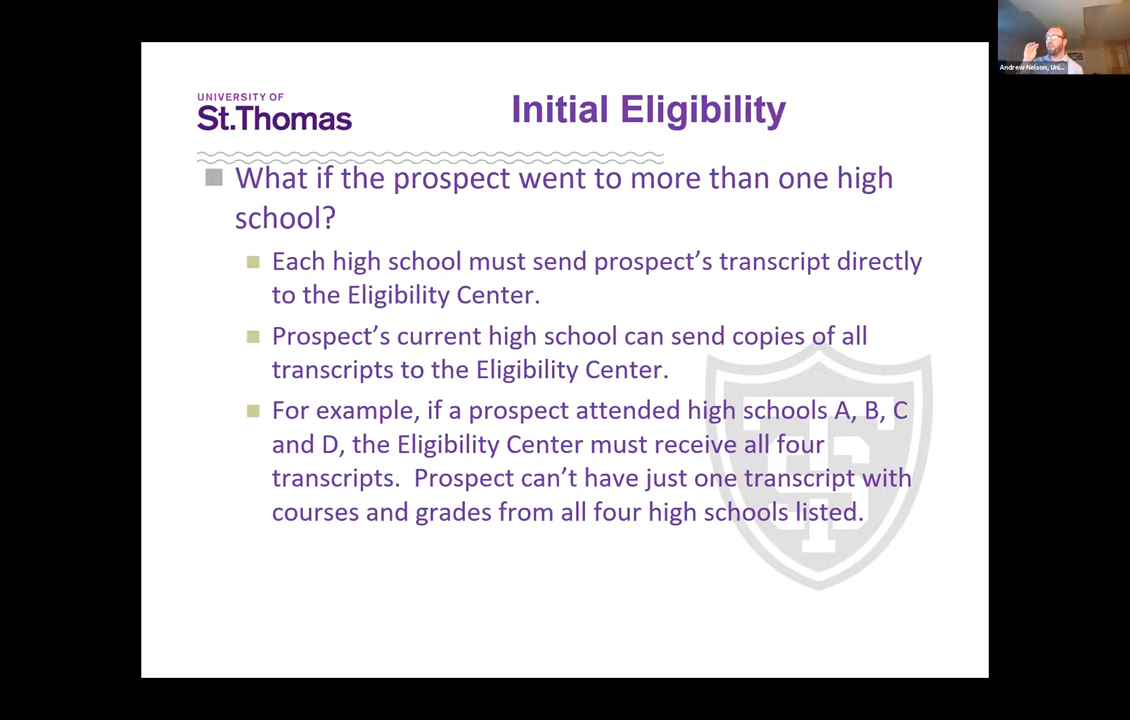 Andrew Nelson, Uni...
UNIVERSITY OF
St.Thomas
Initial Eligibility
What if the prospect went to more than one high
school?
Each high school must send prospect’s transcript directly
to the Eligibility Center.
Prospect’s current high school can send copies of all
transcripts to the Eligibility Center.
For example, if a prospect attended high schools A, B, C
and D, the Eligibility Center must receive all four
transcripts.  Prospect can’t have just one transcript with
courses and grades from all four high schools listed.